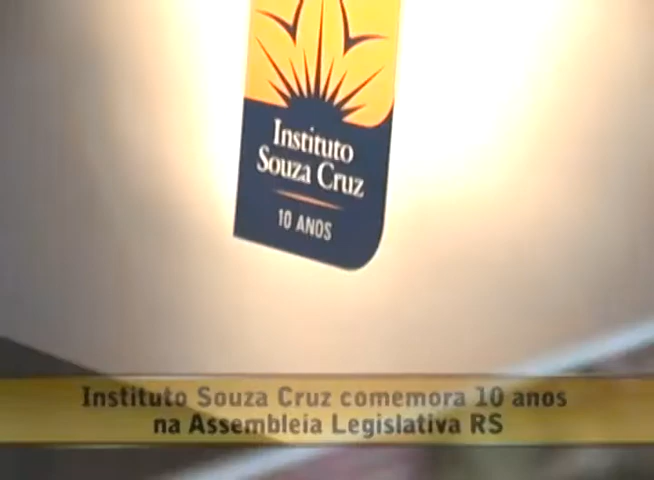 Instituto
Souza Cruz
10 ANOS
Instituto Souza Cruz comemora 10 anos
na Assembleia Legislativa RS